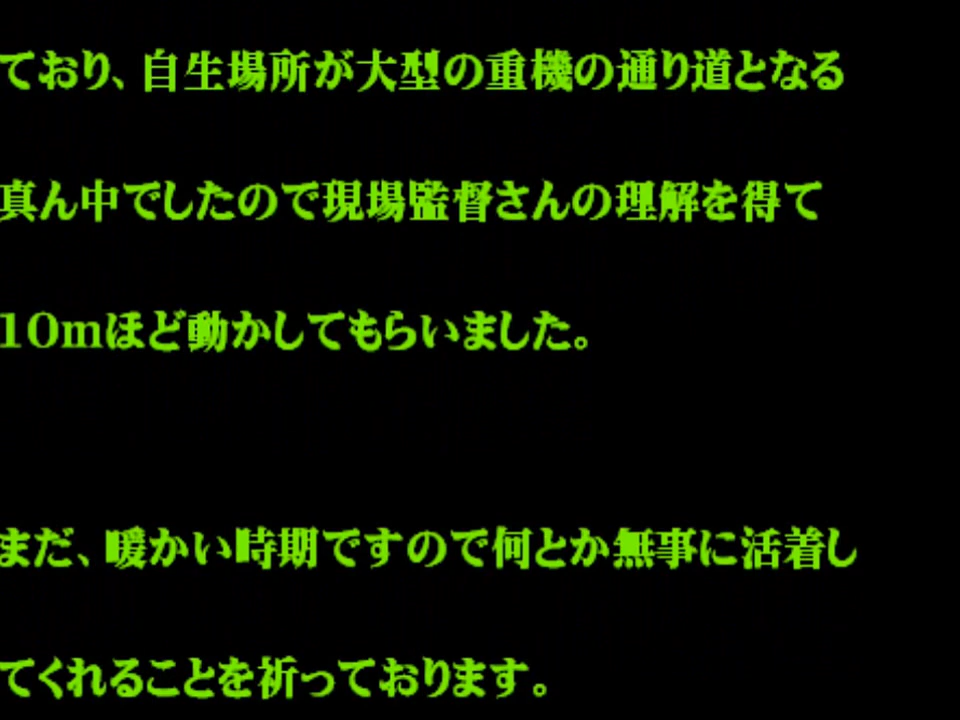 ており、自生場所が大型の重機の通り道となる
真ん中でしたので現場監督さんの理解を得て
10mほど動かしてもらいました。
まだ、暖かい時期ですので何とか無事に活着し
てくれることを祈っております。